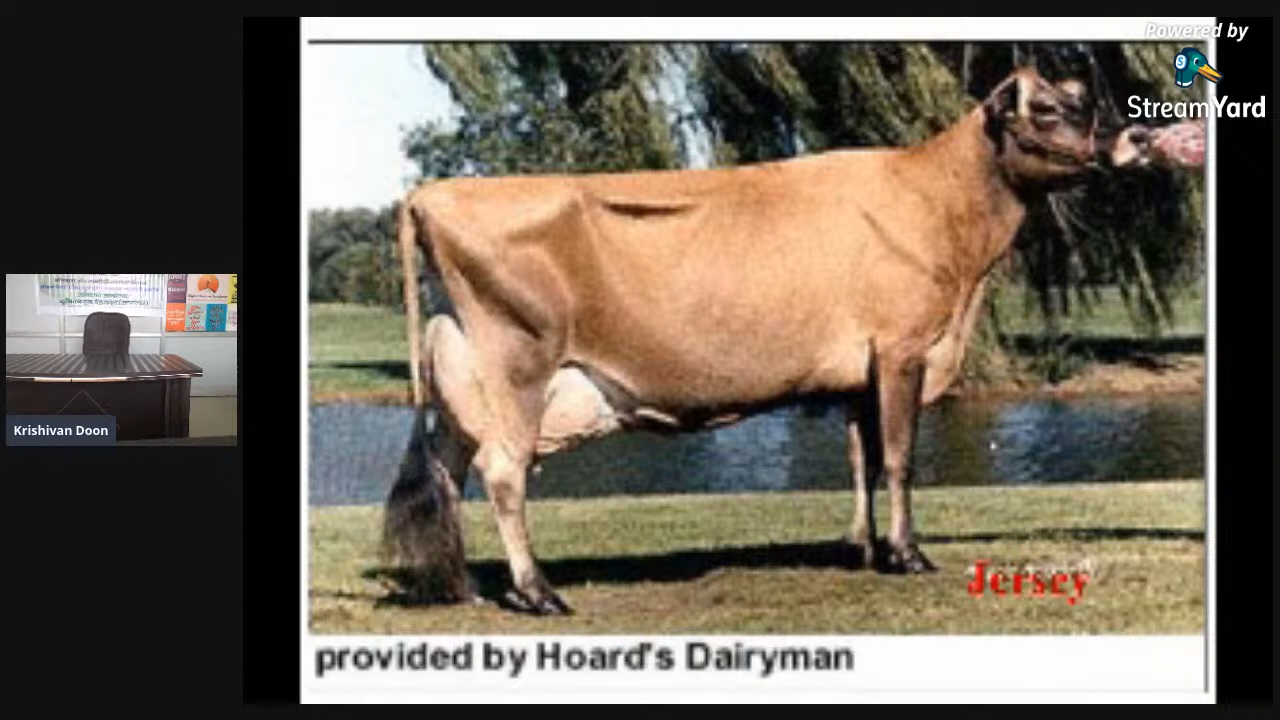 Powered by
StreamYard
Krishivan Doon
Jersey
provided by Hoard's Dairyman